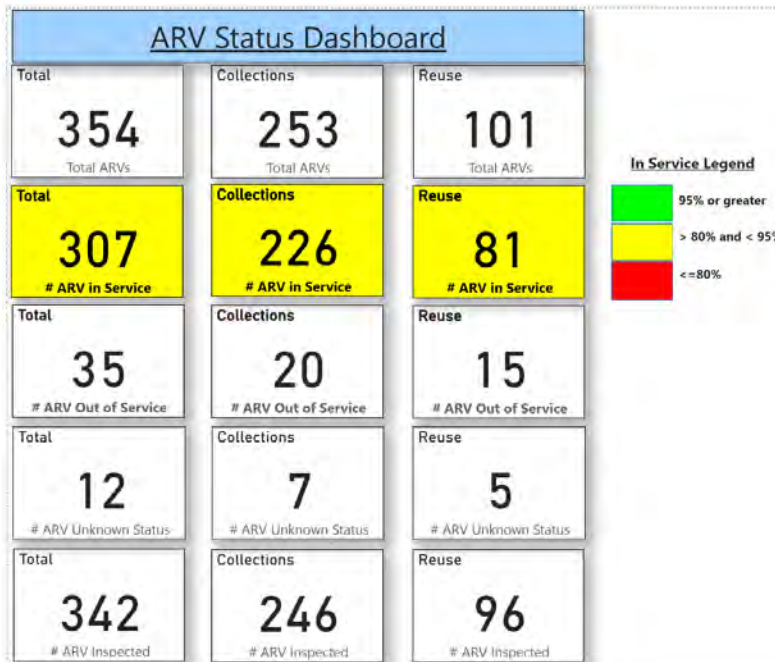 ARV Status Dashboard
Total
354
Total ARVs
Collections
253
Total ARVs
Reuse
101
Total ARVs
Total
307
# ARV in Service
Collections
226
# ARV in Service
Reuse
81
# ARV in Service
Total
35
# ARV Out of Service
Collections
20
# ARV Out of Service
Reuse
15
# ARV Out of Service
Total
12
# ARV Unknown Status
Collections
7
# ARV Unknown Status
Reuse
5
# ARV Unknown Status
Total
342
# ARV Inspected
Collections
246
# ARV Inspected
Reuse
96
# ARV Inspected
In Service Legend
95% or greater
> 80% and < 95%
<=80%